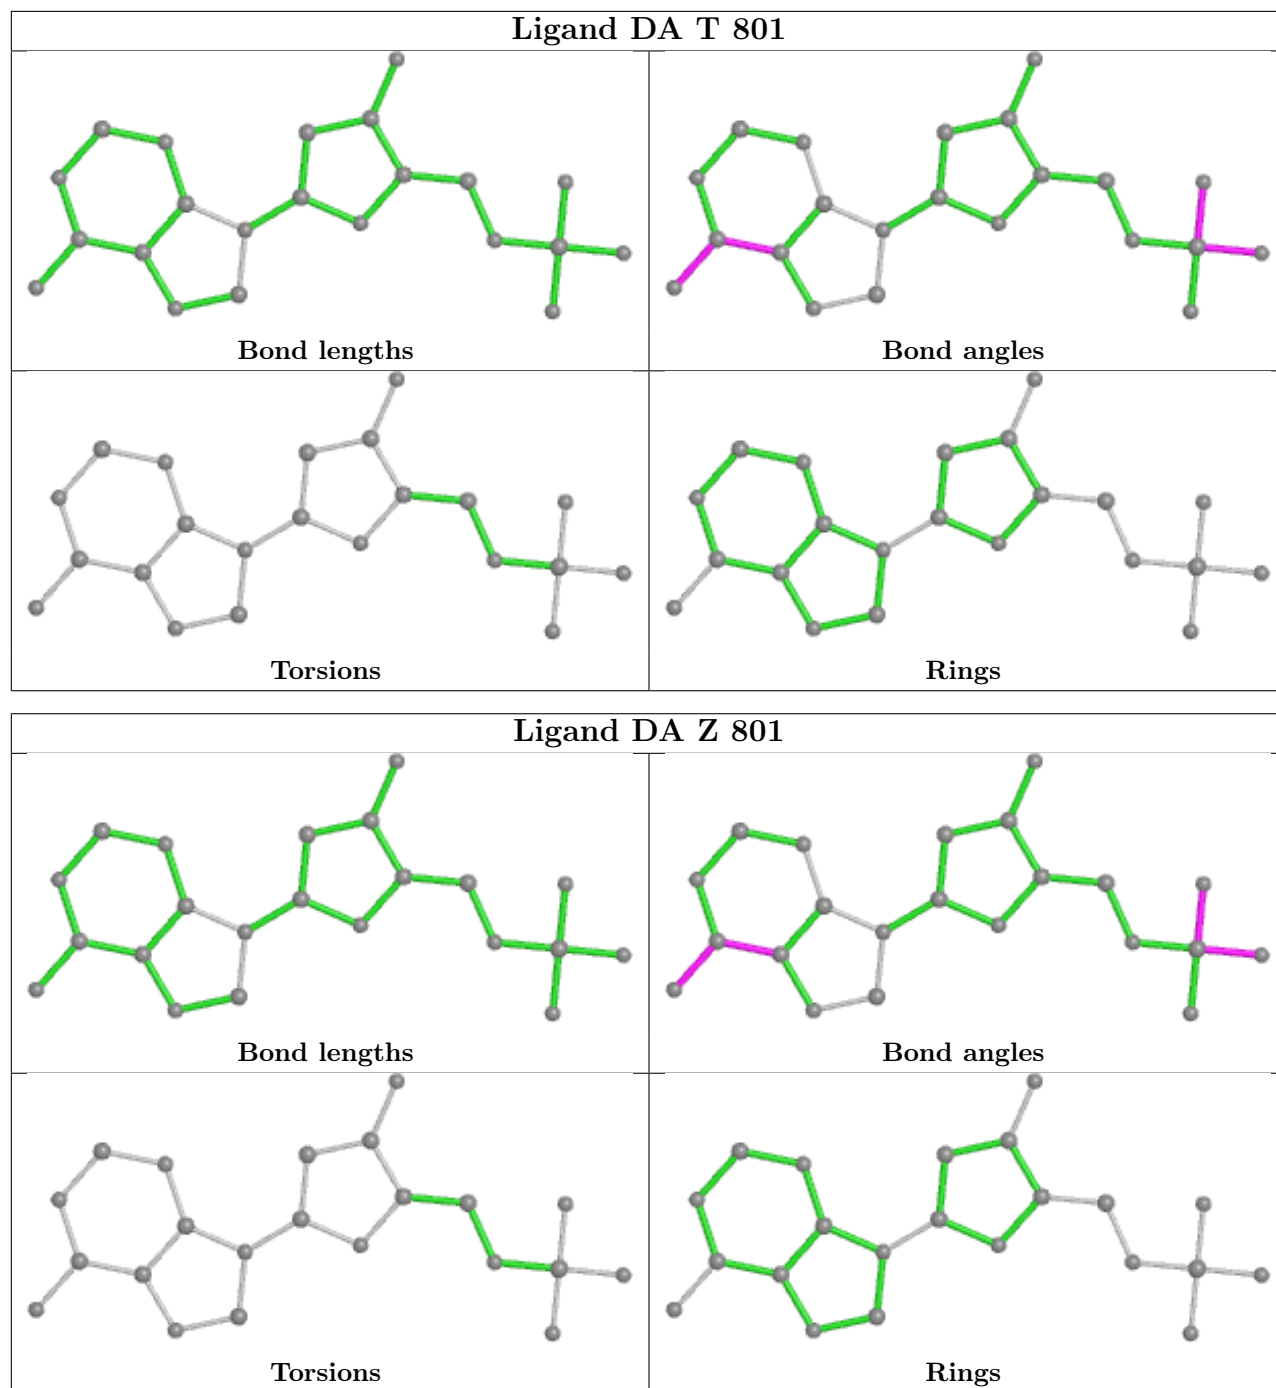 Ligand DA T 801
Bond lengths
Bond angles
Torsions
Rings
Ligand DA Z 801
Bond lengths
Bond angles
Torsions
Rings